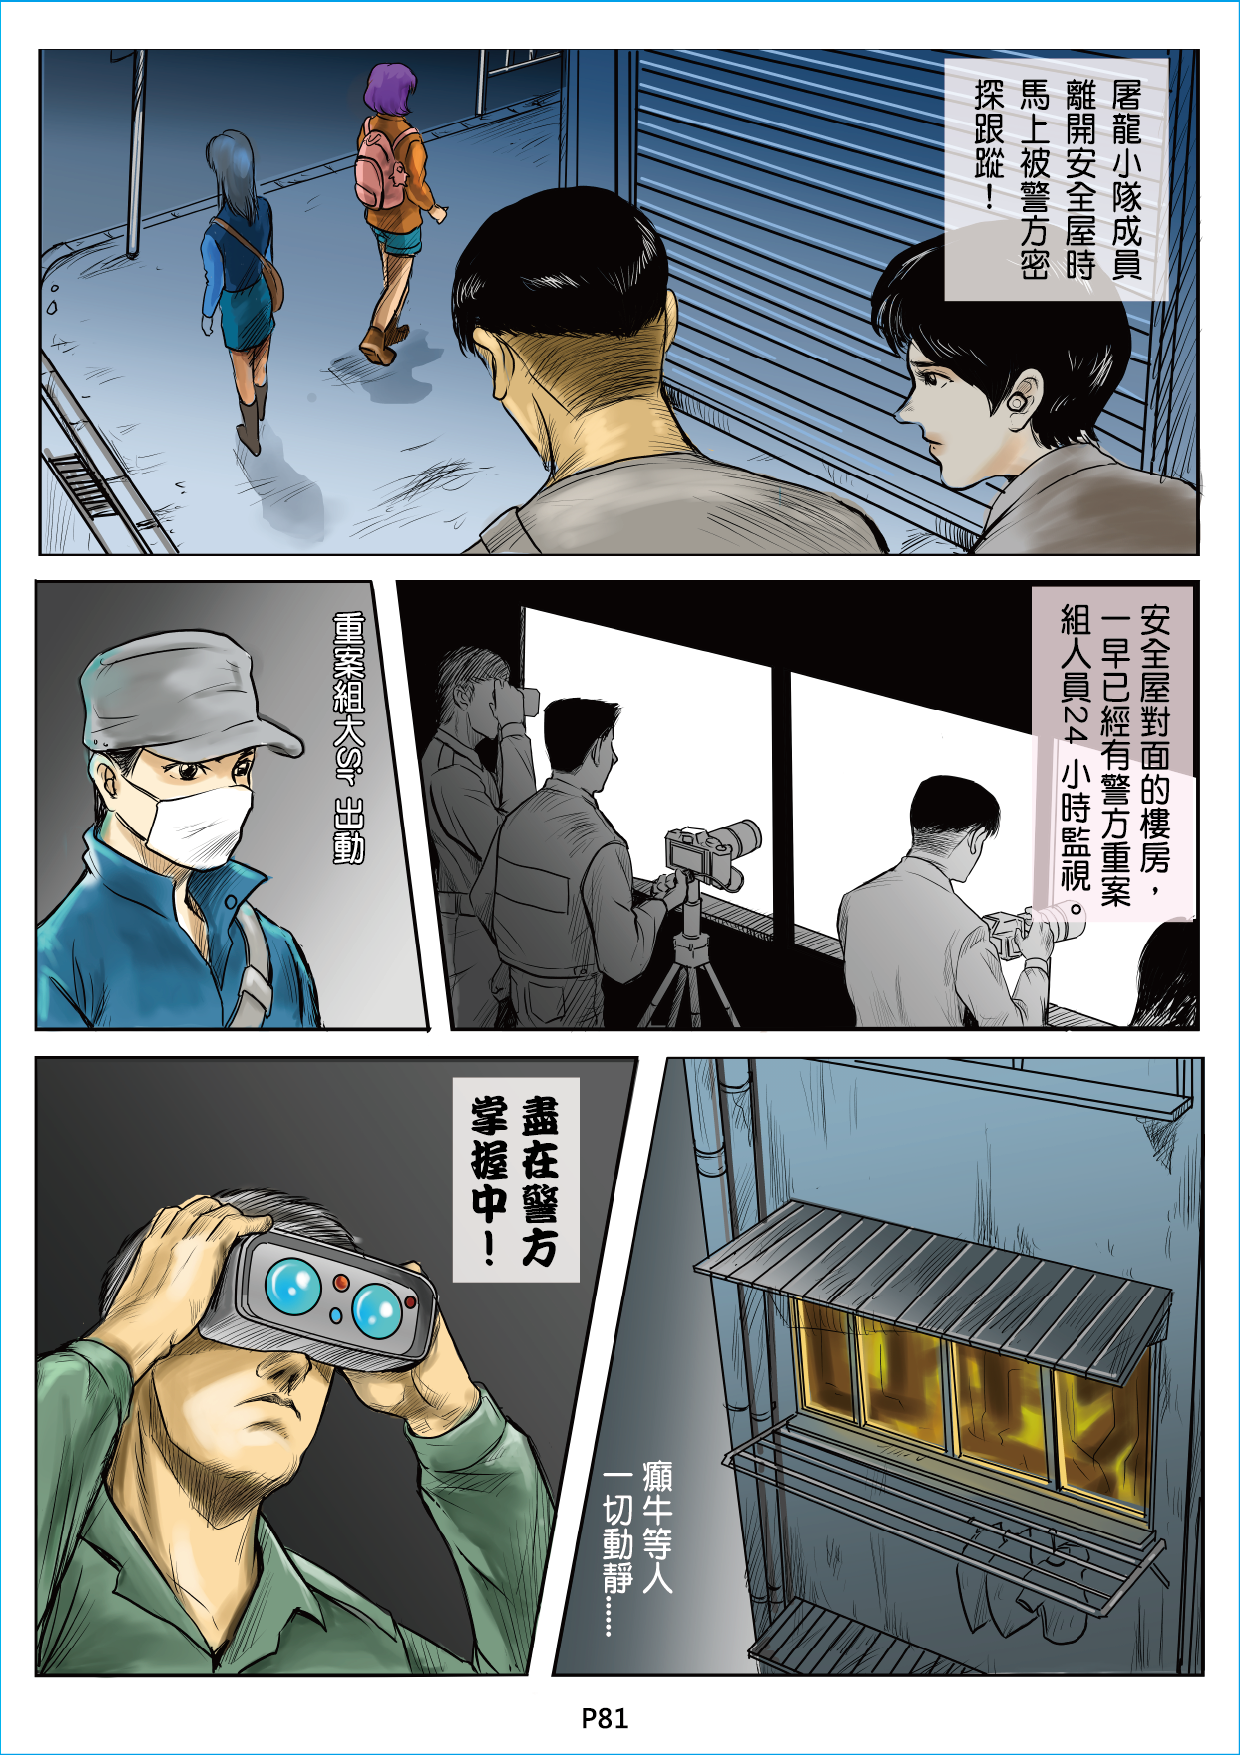 屠龍小隊成員
離開安全屋時
馬上被警方密
探跟蹤！
安全屋對面的樓房，
一早已經有警方重案
組人員24 小時監視。
重案組大Sir 出動
癲牛等人
一切動靜……
盡在警方
掌握中！
P81